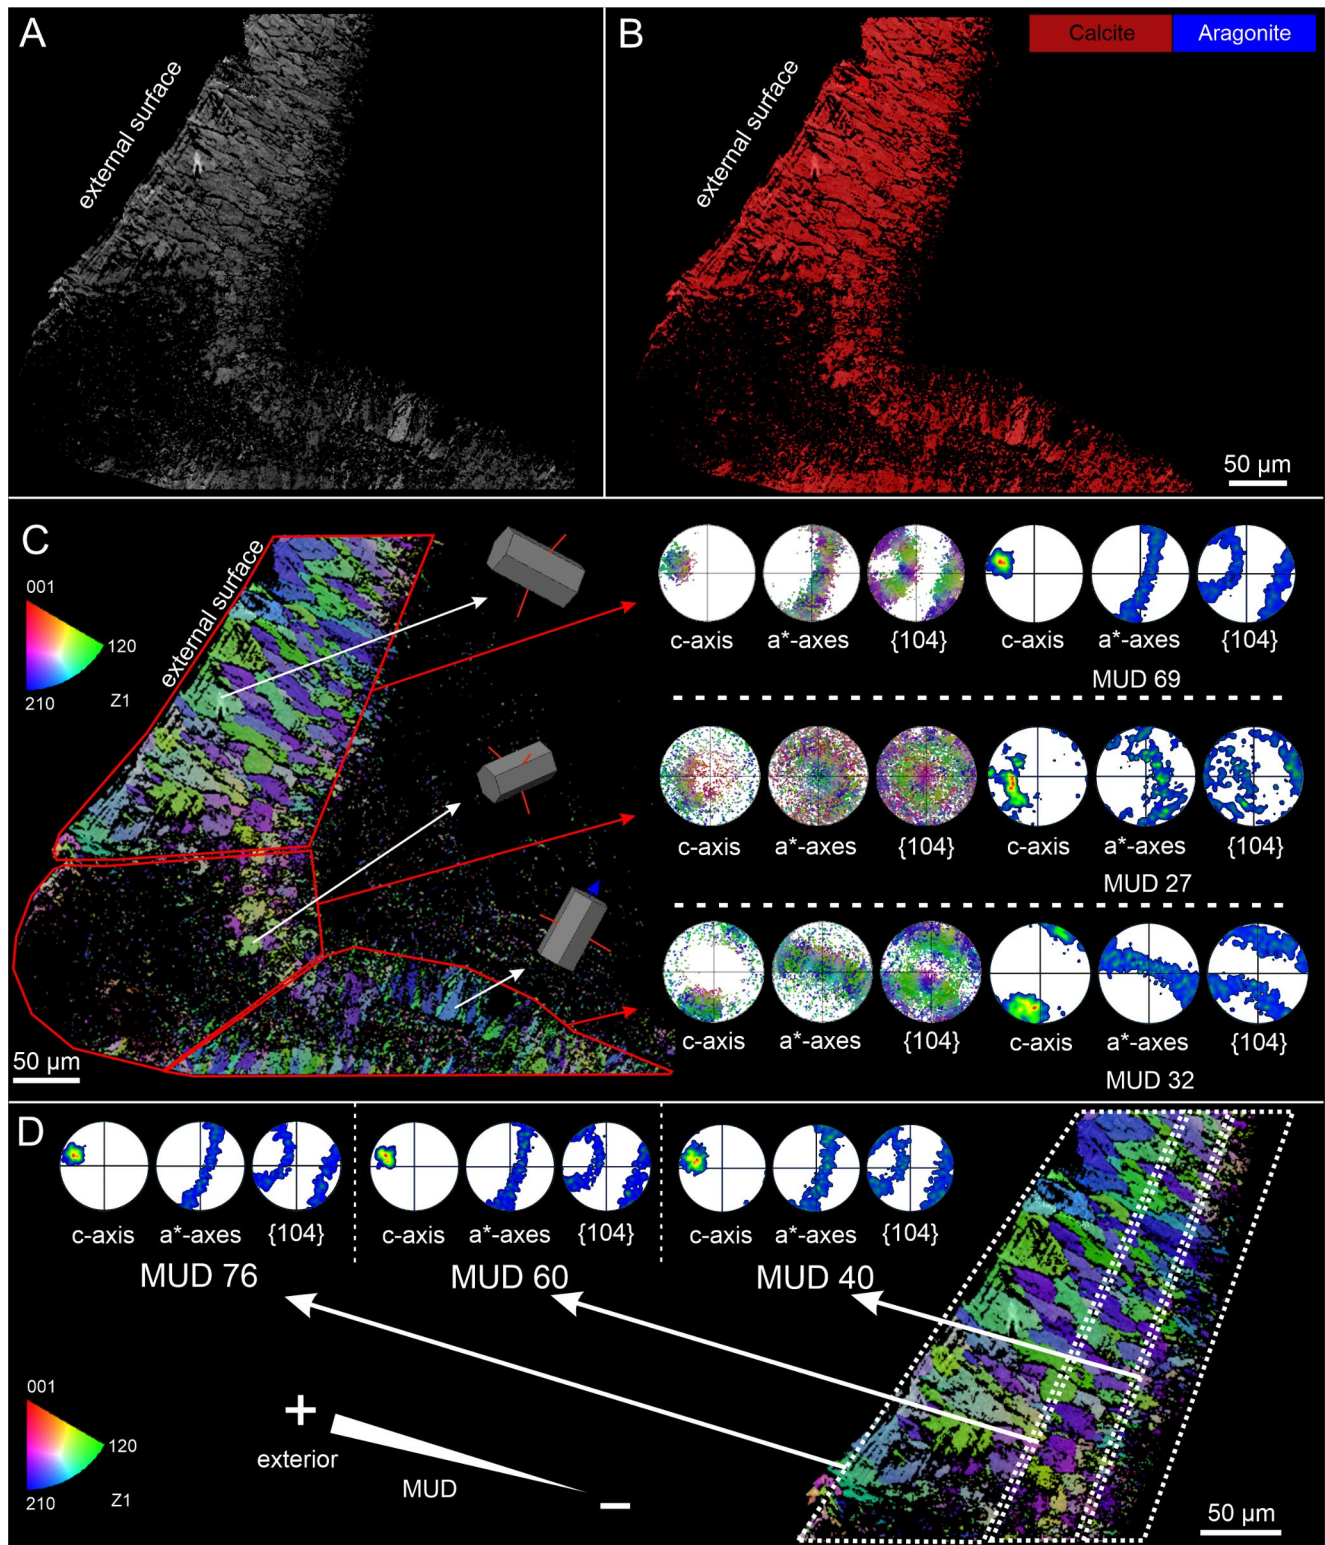 A
external surface
B
Calcite
Aragonite
external surface
50 µm
C
001
120
210
Z1
external surface
50 µm
c-axis
a*-axes
{104}
c-axis
a*-axes
{104}
MUD 69
c-axis
a*-axes
{104}
c-axis
a*-axes
{104}
MUD 27
c-axis
a*-axes
{104}
c-axis
a*-axes
{104}
MUD 32
D
c-axis
a*-axes
{104}
c-axis
a*-axes
{104}
c-axis
a*-axes
{104}
MUD 76
MUD 60
MUD 40
001
120
210
Z1
+
exterior
MUD
–
50 µm